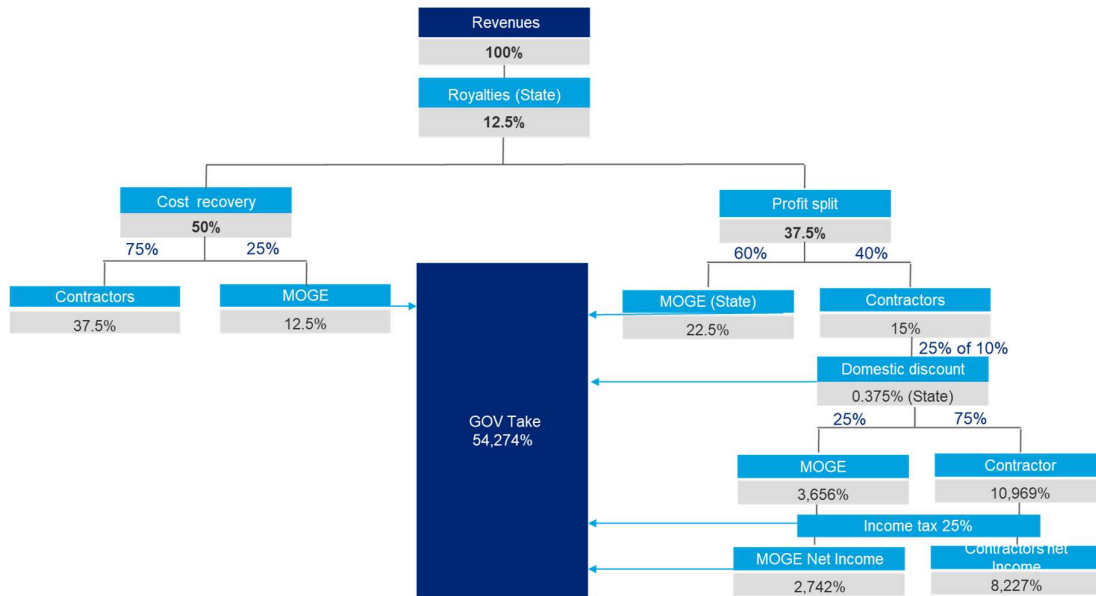 Revenues
100%
Royalties (State)
12.5%
Cost recovery
50%
75%
25%
Contractors
37.5%
MOGE
12.5%
Profit split
37.5%
60%
40%
MOGE (State)
22.5%
Contractors
15%
25% of 10%
Domestic discount
0.375% (State)
25%
75%
MOGE
3,656%
Contractor
10,969%
Income tax 25%
MOGE Net Income
2,742%
Contractors net
Income
8,227%
GOV Take
54,274%